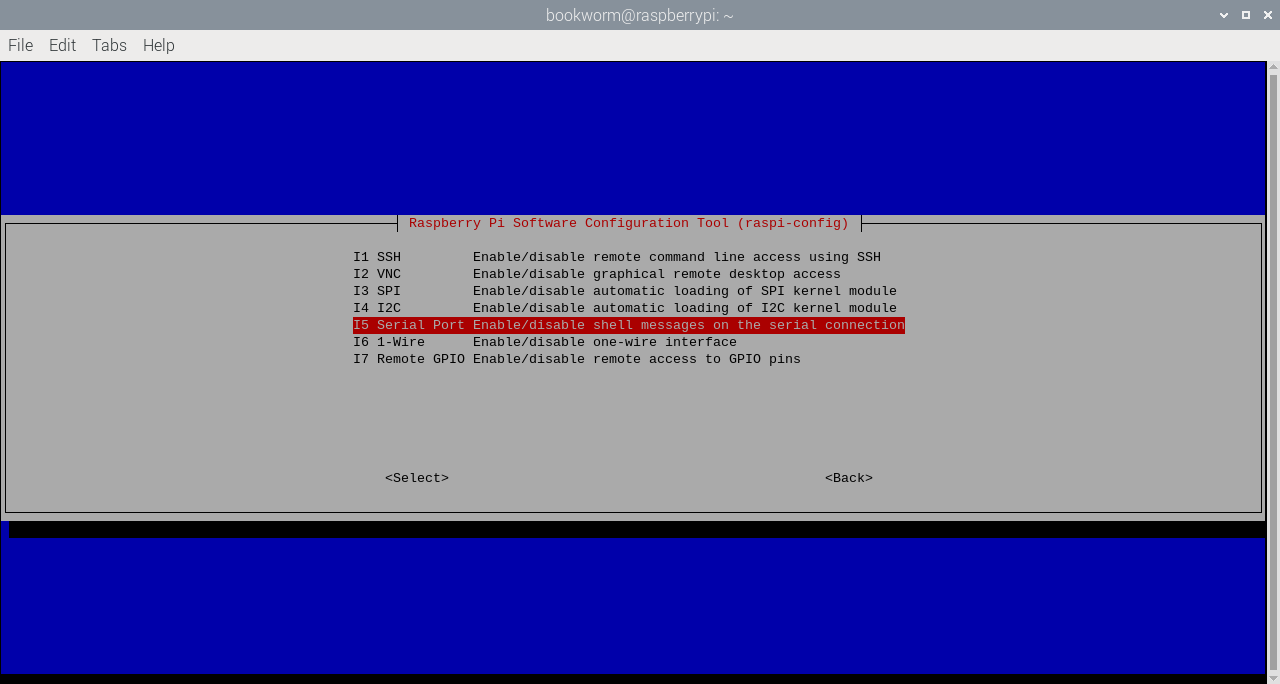 bookworm@raspberrypi: ~
File Edit Tabs Help
Raspberry Pi Software Configuration Tool (raspi-config)
I1 SSH         Enable/disable remote command line access using SSH
I2 VNC         Enable/disable graphical remote desktop access
I3 SPI         Enable/disable automatic loading of SPI kernel module
I4 I2C         Enable/disable automatic loading of I2C kernel module
I5 Serial Port Enable/disable shell messages on the serial connection
I6 1-Wire      Enable/disable one-wire interface
I7 Remote GPIO Enable/disable remote access to GPIO pins
<Select> <Back>